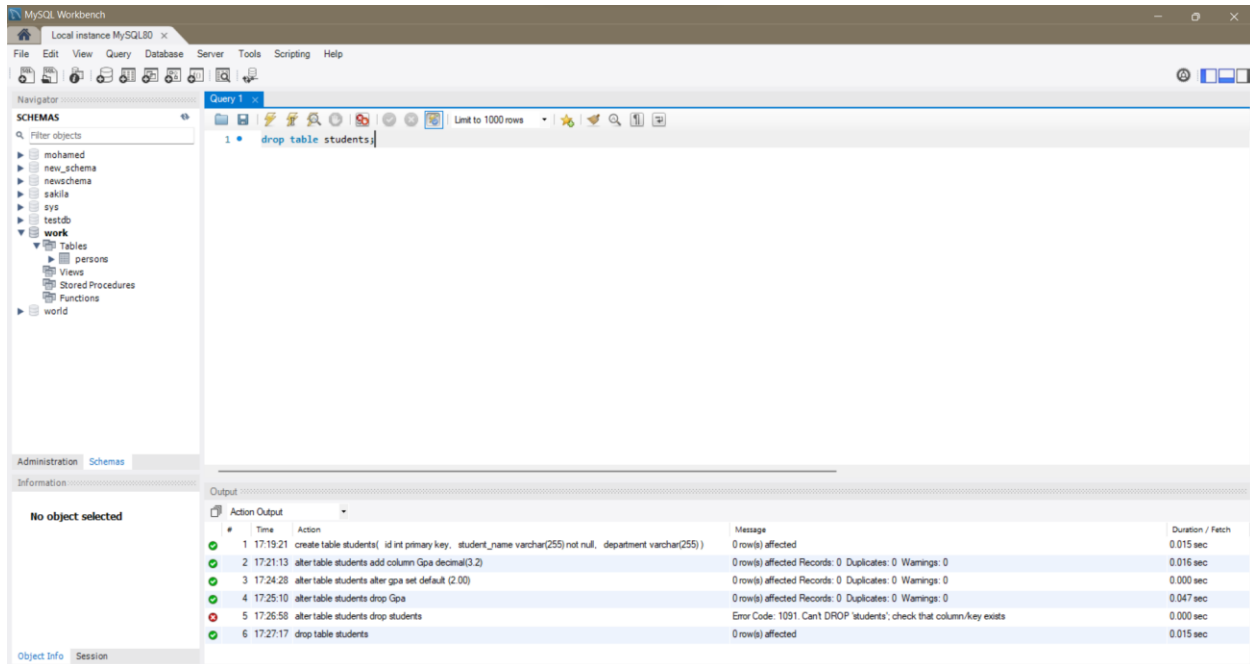 MySQL Workbench
Local instance MySQL80 ×
File Edit View Query Database Server Tools Scripting Help
Navigator
SCHEMAS
Filter objects
mohamed
new_schema
newschema
sakila
sys
testdb
work
Tables
persons
Views
Stored Procedures
Functions
world
Administration Schemas
Information
No object selected
Object Info Session
Query 1 ×
Limit to 1000 rows
1 drop table students;
Output
Action Output
# Time Action Message Duration / Fetch
1 17:19:21 create table students( id int primary key, student_name varchar(255) not null, department varchar(255) ) 0 row(s) affected 0.015 sec
2 17:21:13 alter table students add column Gpa decimal(3.2) 0 row(s) affected Records: 0 Duplicates: 0 Warnings: 0 0.016 sec
3 17:24:28 alter table students alter gpa set default (2.00) 0 row(s) affected Records: 0 Duplicates: 0 Warnings: 0 0.000 sec
4 17:25:10 alter table students drop Gpa 0 row(s) affected Records: 0 Duplicates: 0 Warnings: 0 0.047 sec
5 17:26:58 alter table students drop students Error Code: 1091. Can't DROP 'students'; check that column/key exists 0.000 sec
6 17:27:17 drop table students 0 row(s) affected 0.015 sec